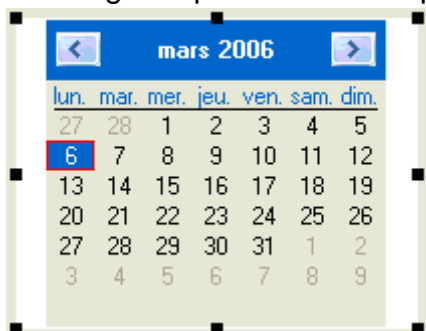 mars 2006
lun. mar. mer. jeu. ven. sam. dim.
27 28 1 2 3 4 5
6 7 8 9 10 11 12
13 14 15 16 17 18 19
20 21 22 23 24 25 26
27 28 29 30 31 1 2
3 4 5 6 7 8 9